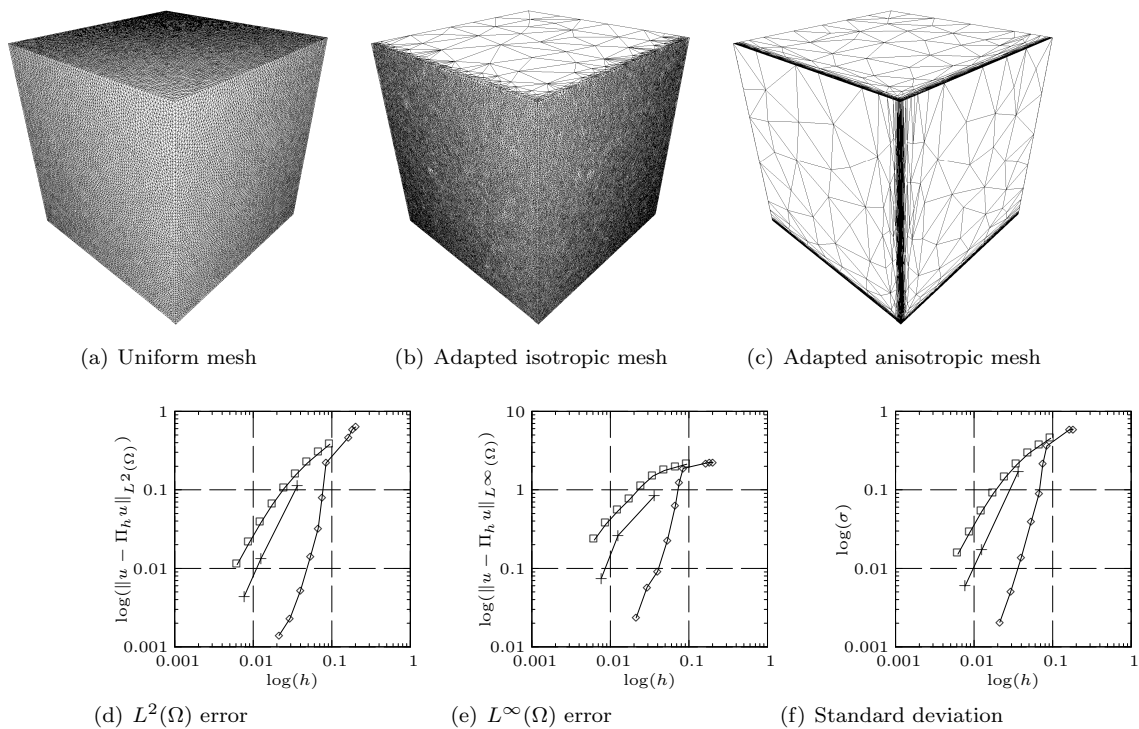 (a) Uniform mesh
(b) Adapted isotropic mesh
(c) Adapted anisotropic mesh
log(‖u − Π_h u‖_{L^2(Ω)})
1
0.1
0.01
0.001
0.001
0.01
0.1
1
log(h)
(d) L^2(Ω) error
log(‖u − Π_h u‖_{L^∞(Ω)})
10
1
0.1
0.01
0.001
0.01
0.1
1
log(h)
(e) L^∞(Ω) error
log(σ)
1
0.1
0.01
0.001
0.001
0.01
0.1
1
log(h)
(f) Standard deviation